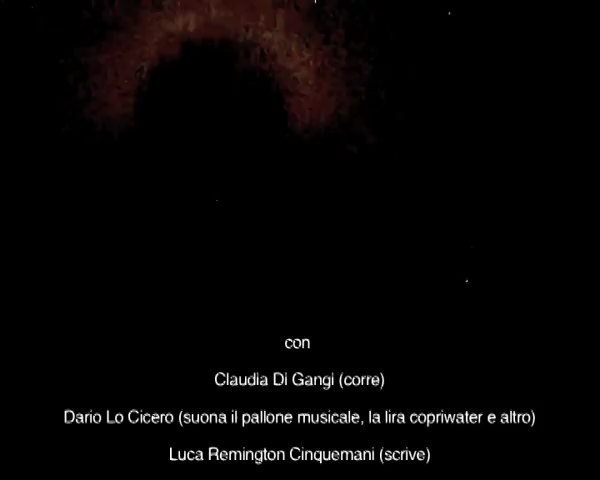 con
Claudia Di Gangi (corre)
Dario Lo Cicero (suona il pallone musicale, la lira copriwater e altro)
Luca Remington Cinquemani (scrive)